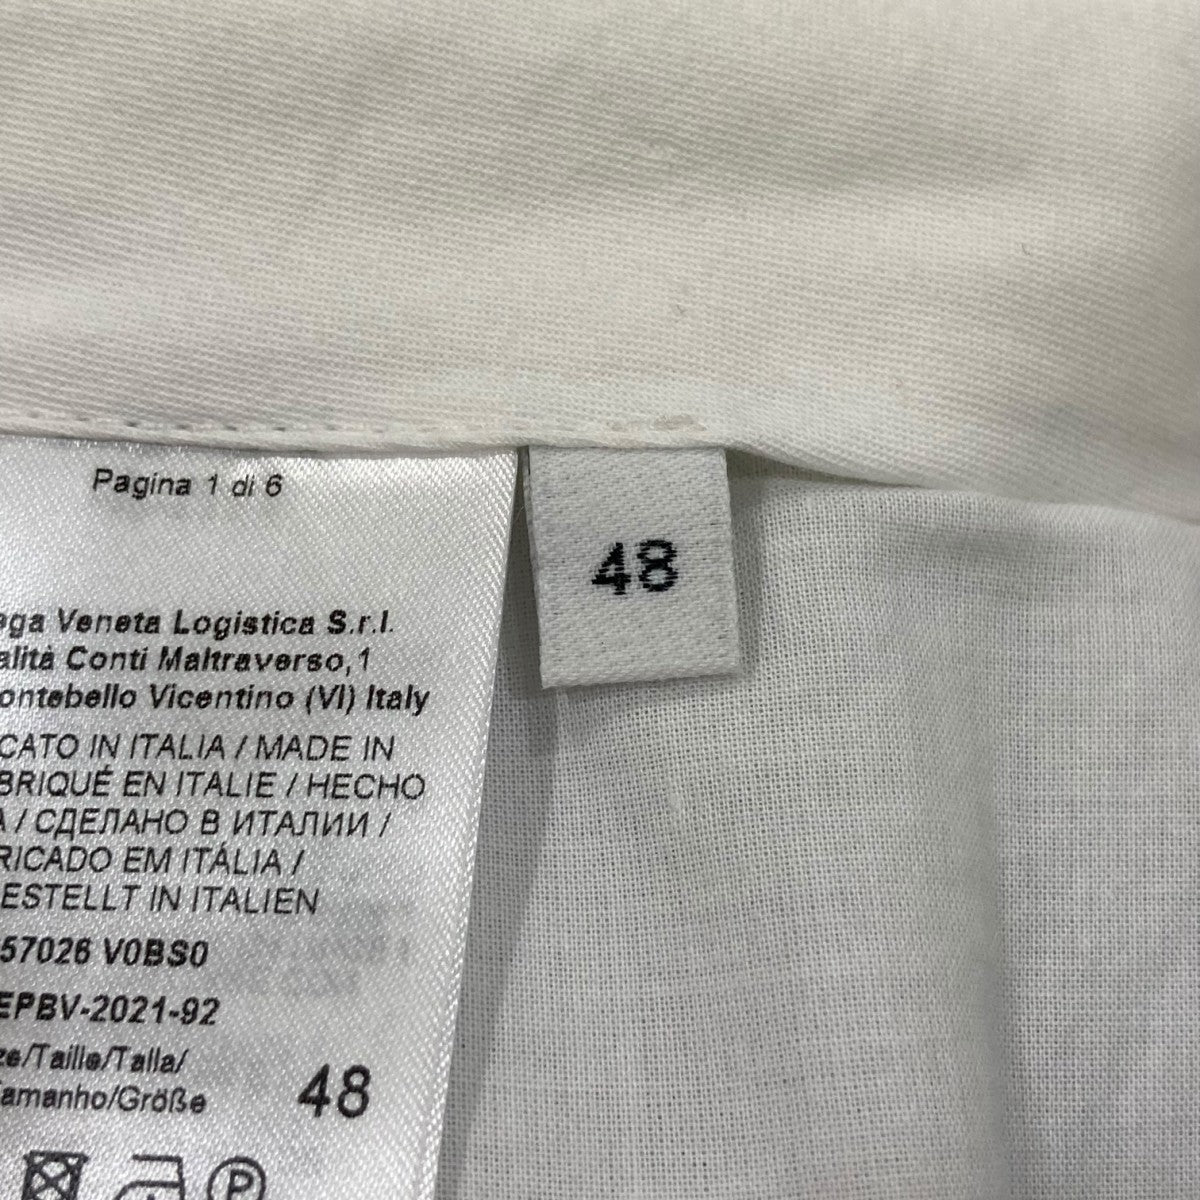 Pagina 1 di 6
48
ega Veneta Logistica S.r.l.
alità Conti Maltraverso,1
ontebello Vicentino (VI) Italy
CATO IN ITALIA / MADE IN
BRIQUÉ EN ITALIE / HECHO
A / СДЕЛАНО В ИТАЛИИ /
RICADO EM ITÁLIA /
ESTELLT IN ITALIEN
57026 V0BS0
EPBV-2021-92
ze/Taille/Talla/
amanho/Größe 48
P